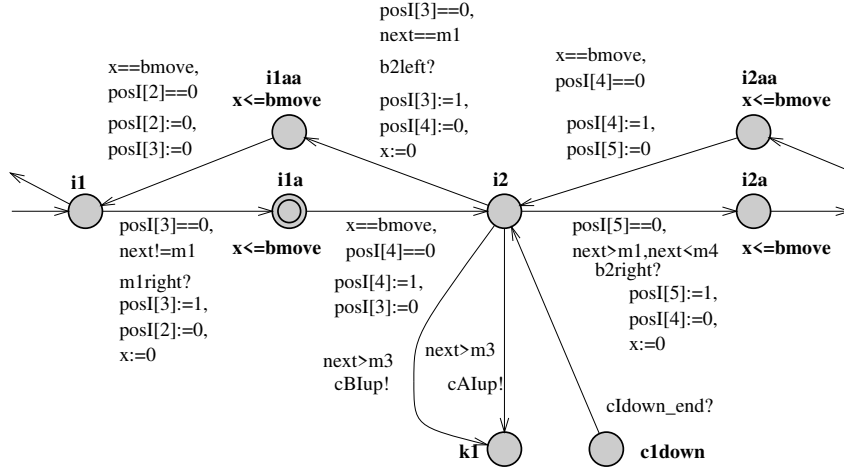 posI[3]==0,
next==m1
b2left?
posI[3]:=1,
posI[4]:=0,
x:=0
x==bmove,
posI[2]==0
posI[2]:=0,
posI[3]:=0
i1aa
x<=bmove
x==bmove,
posI[4]==0
posI[4]:=1,
posI[5]:=0
i2aa
x<=bmove
i1
i1a
x<=bmove
i2
i2a
x<=bmove
posI[3]==0,
next!=m1
m1right?
posI[3]:=1,
posI[2]:=0,
x:=0
x==bmove,
posI[4]==0
posI[4]:=1,
posI[3]:=0
posI[5]==0,
next>m1,next<m4
b2right?
posI[5]:=1,
posI[4]:=0,
x:=0
next>m3
cBIup!
next>m3
cAIup!
cIdown_end?
k1
c1down